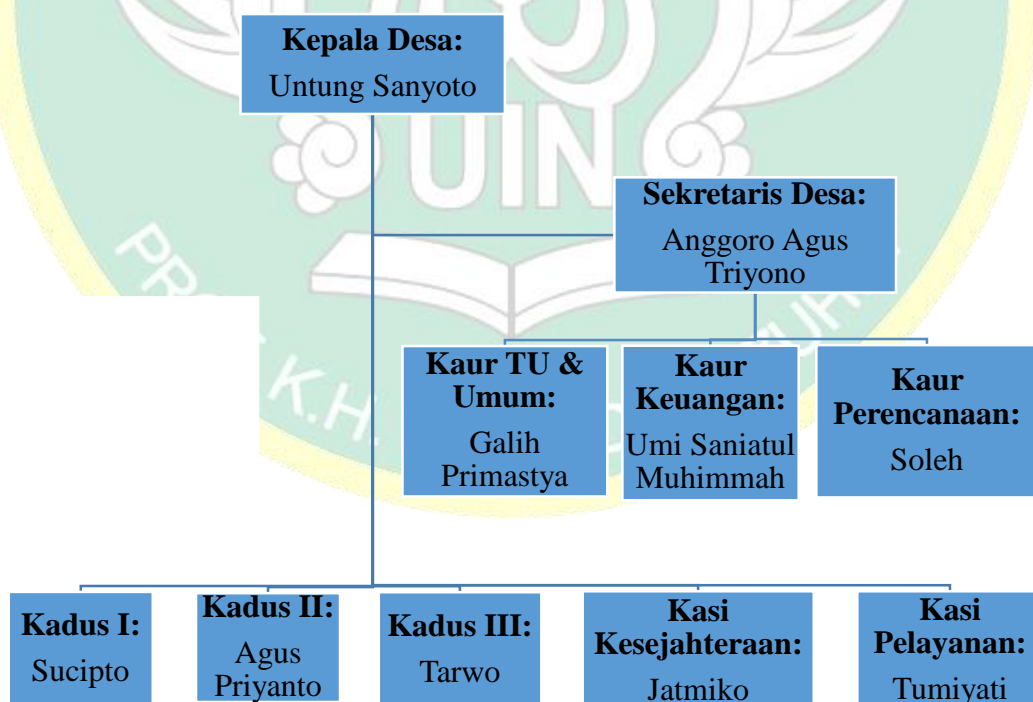 Kepala Desa:
Untung Sanyoto
UIN
Sekretaris Desa:
Anggoro Agus
Triyono
K.H.
Kaur TU &
Umum:
Galih
Primastya
Kaur
Keuangan:
Umi Saniatul
Muhimmah
Kaur
Perencanaan:
Soleh
Kadus I:
Sucipto
Kadus II:
Agus
Priyanto
Kadus III:
Tarwo
Kasi
Kesejahteraan:
Jatmiko
Kasi
Pelayanan:
Tumiyati